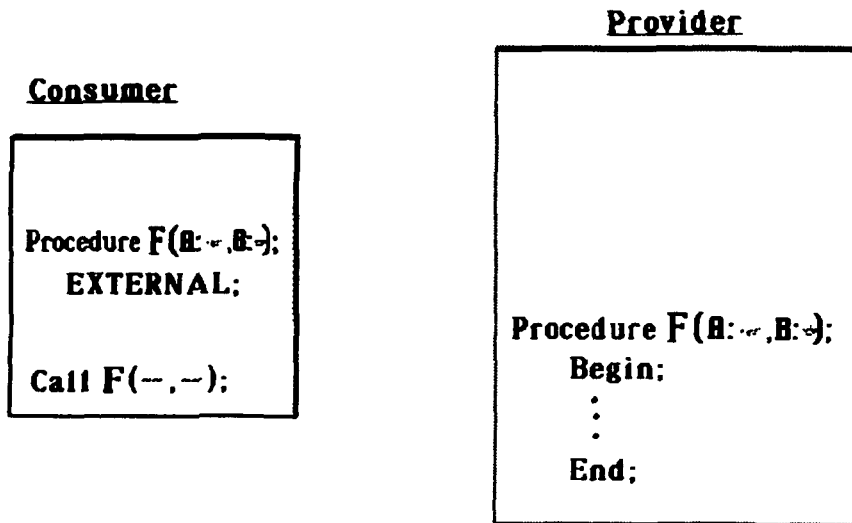 Consumer
Procedure F(A: ~,B:~);
EXTERNAL;
Call F(~,~);
Provider
Procedure F(A: ~,B:~);
Begin;
.
.
.
End;